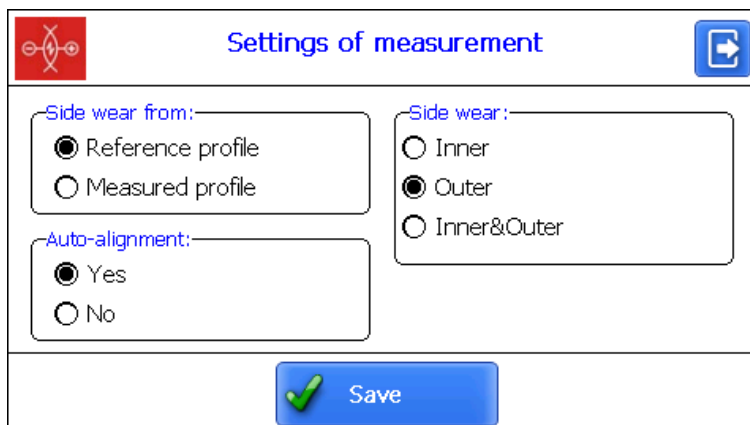 Settings of measurement
Side wear from:
Reference profile
Measured profile
Auto-alignment:
Yes
No
Side wear:
Inner
Outer
Inner&Outer
Save